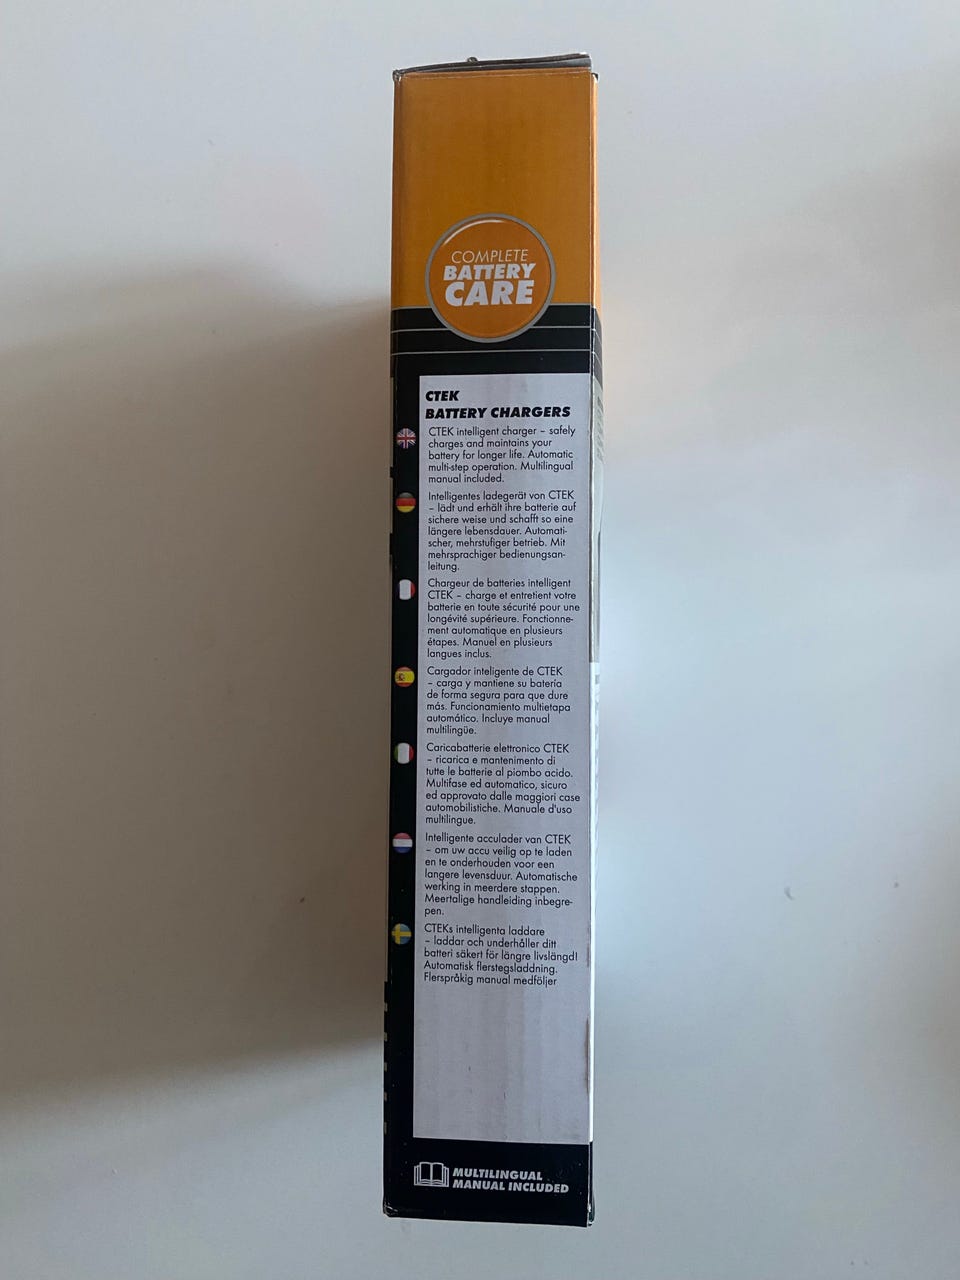 COMPLETE
BATTERY
CARE
CTEK
BATTERY CHARGERS
CTEK intelligent charger – safely
charges and maintains your
battery for longer life. Automatic
multi-step operation. Multilingual
manual included.
Intelligentes ladegerät von CTEK
– lädt und erhält ihre batterie auf
sichere weise und schafft so eine
längere lebensdauer. Automati-
scher, mehrstufiger betrieb. Mit
mehrsprachiger bedienungsan-
leitung.
Chargeur de batteries intelligent
CTEK – charge et entretient votre
batterie en toute sécurité pour une
longévité supérieure. Fonctionne-
ment automatique en plusieurs
étapes. Manuel en plusieurs
langues inclus.
Cargador inteligente de CTEK
– carga y mantiene su batería
de forma segura para que dure
más. Funcionamiento multietapa
automático. Incluye manual
multilingüe.
Caricabatterie elettronico CTEK
– ricarica e mantenimento di
tutte le batterie al piombo acido.
Multifase ed automatico, sicuro
ed approvato dalle maggiori case
automobilistiche. Manuale d'uso
multilingue.
Intelligente acculader van CTEK
– om uw accu veilig op te laden
en te onderhouden voor een
langere levensduur. Automatische
werking in meerdere stappen.
Meertalige handleiding inbegre-
pen.
CTEKs intelligenta laddare
– laddar och underhåller ditt
batteri säkert för längre livslängd!
Automatisk flerstegsladdning.
Flerspråkig manual medföljer
MULTILINGUAL
MANUAL INCLUDED